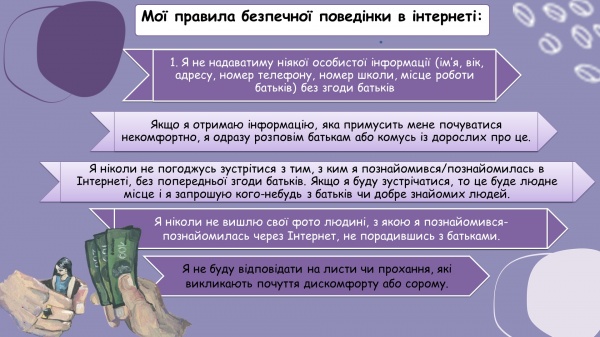 Мої правила безпечної поведінки в інтернеті:
1. Я не надаватиму ніякої особистої інформації (ім'я, вік,
адресу, номер телефону, номер школи, місце роботи
батьків) без згоди батьків
Якщо я отримаю інформацію, яка примусить мене почуватися
некомфортно, я одразу розповім батькам або комусь із дорослих про це.
Я ніколи не погоджусь зустрітися з тим, з ким я познайомився/познайомилась в
Інтернеті, без попередньої згоди батьків. Якщо я буду зустрічатися, то це буде людне
місце і я запрошую кого-небудь з батьків чи добре знайомих людей.
Я ніколи не вишлю свої фото людині, з якою я познайомився-
познайомилась через Інтернет, не порадившись з батьками.
Я не буду відповідати на листи чи прохання, які
викликають почуття дискомфорту або сорому.